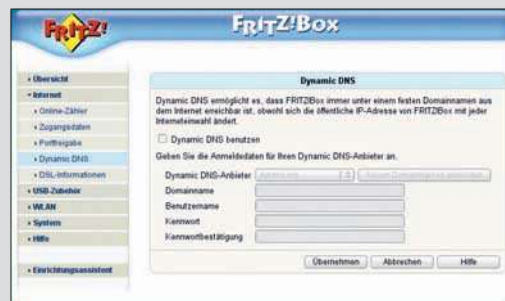 FRITZ!
FRITZ!Box
Übersicht
Internet
Online-Zähler
Zugangsdaten
Portfreigabe
Dynamic DNS
DSL-Informationen
USB-Zubehör
WLAN
System
Hilfe
Einrichtungsassistent
Dynamic DNS
Dynamic DNS ermöglicht es, dass FRITZ!Box immer unter einem festen Domainnamen aus
dem Internet erreichbar ist, obwohl sich die öffentliche IP-Adresse von FRITZ!Box mit jeder
Interneteinwahl ändert.
Dynamic DNS benutzen
Geben Sie die Anmeldedaten für Ihren Dynamic DNS-Anbieter an.
Dynamic DNS-Anbieter
Domainname
Benutzername
Kennwort
Kennwortbestätigung
Übernehmen Abbrechen Hilfe